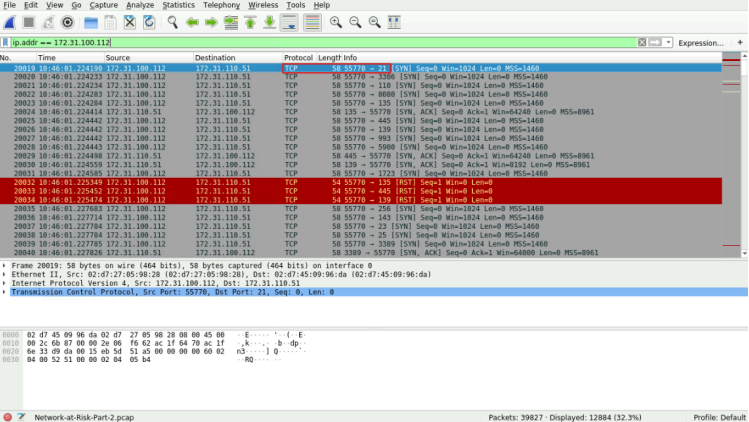 File Edit View Go Capture Analyze Statistics Telephony Wireless Tools Help
ip.addr == 172.31.100.112 Expression... +
No. Time Source Destination Protocol Length Info
20019 10:46:01.224190 172.31.100.112 172.31.110.51 TCP 58 55770 → 21 [SYN] Seq=0 Win=1024 Len=0 MSS=1460
20020 10:46:01.224233 172.31.100.112 172.31.110.51 TCP 58 55770 → 3306 [SYN] Seq=0 Win=1024 Len=0 MSS=1460
20021 10:46:01.224234 172.31.100.112 172.31.110.51 TCP 58 55770 → 110 [SYN] Seq=0 Win=1024 Len=0 MSS=1460
20022 10:46:01.224283 172.31.100.112 172.31.110.51 TCP 58 55770 → 8080 [SYN] Seq=0 Win=1024 Len=0 MSS=1460
20023 10:46:01.224284 172.31.100.112 172.31.110.51 TCP 58 55770 → 135 [SYN] Seq=0 Win=1024 Len=0 MSS=1460
20024 10:46:01.224414 172.31.110.51 172.31.100.112 TCP 58 135 → 55770 [SYN, ACK] Seq=0 Ack=1 Win=64240 Len=0 MSS=8961
20025 10:46:01.224442 172.31.100.112 172.31.110.51 TCP 58 55770 → 445 [SYN] Seq=0 Win=1024 Len=0 MSS=1460
20026 10:46:01.224442 172.31.100.112 172.31.110.51 TCP 58 55770 → 139 [SYN] Seq=0 Win=1024 Len=0 MSS=1460
20027 10:46:01.224442 172.31.100.112 172.31.110.51 TCP 58 55770 → 993 [SYN] Seq=0 Win=1024 Len=0 MSS=1460
20028 10:46:01.224443 172.31.100.112 172.31.110.51 TCP 58 55770 → 5900 [SYN] Seq=0 Win=1024 Len=0 MSS=1460
20029 10:46:01.224498 172.31.110.51 172.31.100.112 TCP 58 445 → 55770 [SYN, ACK] Seq=0 Ack=1 Win=64240 Len=0 MSS=8961
20030 10:46:01.224559 172.31.110.51 172.31.100.112 TCP 58 139 → 55770 [SYN, ACK] Seq=0 Ack=1 Win=8192 Len=0 MSS=8961
20031 10:46:01.224585 172.31.100.112 172.31.110.51 TCP 58 55770 → 1723 [SYN] Seq=0 Win=1024 Len=0 MSS=1460
20032 10:46:01.225349 172.31.100.112 172.31.110.51 TCP 54 55770 → 135 [RST] Seq=1 Win=0 Len=0
20033 10:46:01.225452 172.31.100.112 172.31.110.51 TCP 54 55770 → 445 [RST] Seq=1 Win=0 Len=0
20034 10:46:01.225474 172.31.100.112 172.31.110.51 TCP 54 55770 → 139 [RST] Seq=1 Win=0 Len=0
20035 10:46:01.227683 172.31.100.112 172.31.110.51 TCP 58 55770 → 256 [SYN] Seq=0 Win=1024 Len=0 MSS=1460
20036 10:46:01.227714 172.31.100.112 172.31.110.51 TCP 58 55770 → 143 [SYN] Seq=0 Win=1024 Len=0 MSS=1460
20037 10:46:01.227784 172.31.100.112 172.31.110.51 TCP 58 55770 → 23 [SYN] Seq=0 Win=1024 Len=0 MSS=1460
20038 10:46:01.227784 172.31.100.112 172.31.110.51 TCP 58 55770 → 25 [SYN] Seq=0 Win=1024 Len=0 MSS=1460
20039 10:46:01.227785 172.31.100.112 172.31.110.51 TCP 58 55770 → 3389 [SYN] Seq=0 Win=1024 Len=0 MSS=1460
20040 10:46:01.227826 172.31.110.51 172.31.100.112 TCP 58 3389 → 55770 [SYN, ACK] Seq=0 Ack=1 Win=64000 Len=0 MSS=8961
Frame 20019: 58 bytes on wire (464 bits), 58 bytes captured (464 bits) on interface 0
Ethernet II, Src: 02:d7:27:05:98:28 (02:d7:27:05:98:28), Dst: 02:d7:45:09:96:da (02:d7:45:09:96:da)
Internet Protocol Version 4, Src: 172.31.100.112, Dst: 172.31.110.51
Transmission Control Protocol, Src Port: 55770, Dst Port: 21, Seq: 0, Len: 0
0000 02 d7 45 09 96 da 02 d7 27 05 98 28 08 00 45 00 ··E····· '··(··E·
0010 00 2c 6b 87 00 00 2e 06 f6 62 ac 1f 64 70 ac 1f ·,k···.· ·b··dp··
0020 6e 33 d9 da 00 15 eb 5d 51 a5 00 00 00 00 60 02 n3·····] Q·····`·
0030 04 00 52 51 00 00 02 04 05 b4 ··RQ···· ··
Network-at-Risk-Part-2.pcap Packets: 39827 · Displayed: 12884 (32.3%) Profile: Default